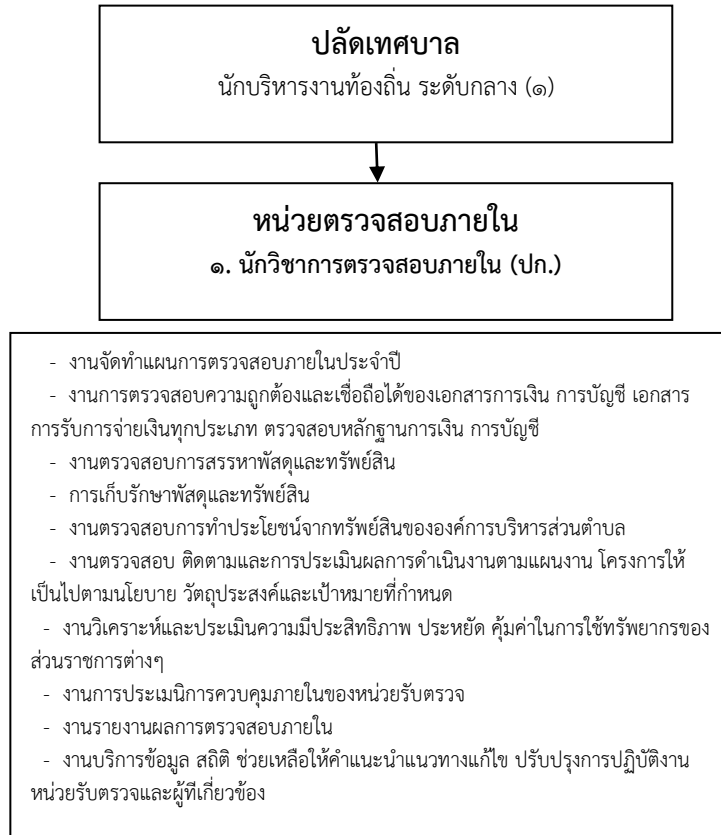 ปลัดเทศบาล
นักบริหารงานท้องถิ่น ระดับกลาง (๑)
หน่วยตรวจสอบภายใน
๑. นักวิชาการตรวจสอบภายใน (ปก.)
- งานจัดทำแผนการตรวจสอบภายในประจำปี
- งานการตรวจสอบความถูกต้องและเชื่อถือได้ของเอกสารการเงิน การบัญชี เอกสาร
การรับการจ่ายเงินทุกประเภท ตรวจสอบหลักฐานการเงิน การบัญชี
- งานตรวจสอบการสรรหาพัสดุและทรัพย์สิน
- การเก็บรักษาพัสดุและทรัพย์สิน
- งานตรวจสอบการทำประโยชน์จากทรัพย์สินขององค์การบริหารส่วนตำบล
- งานตรวจสอบ ติดตามและการประเมินผลการดำเนินงานตามแผนงาน โครงการให้
เป็นไปตามนโยบาย วัตถุประสงค์และเป้าหมายที่กำหนด
- งานวิเคราะห์และประเมินความมีประสิทธิภาพ ประหยัด คุ้มค่าในการใช้ทรัพยากรของ
ส่วนราชการต่างๆ
- งานการประเมนิการควบคุมภายในของหน่วยรับตรวจ
- งานรายงานผลการตรวจสอบภายใน
- งานบริการข้อมูล สถิติ ช่วยเหลือให้คำแนะนำแนวทางแก้ไข ปรับปรุงการปฏิบัติงาน
หน่วยรับตรวจและผู้ทีเกี่ยวข้อง